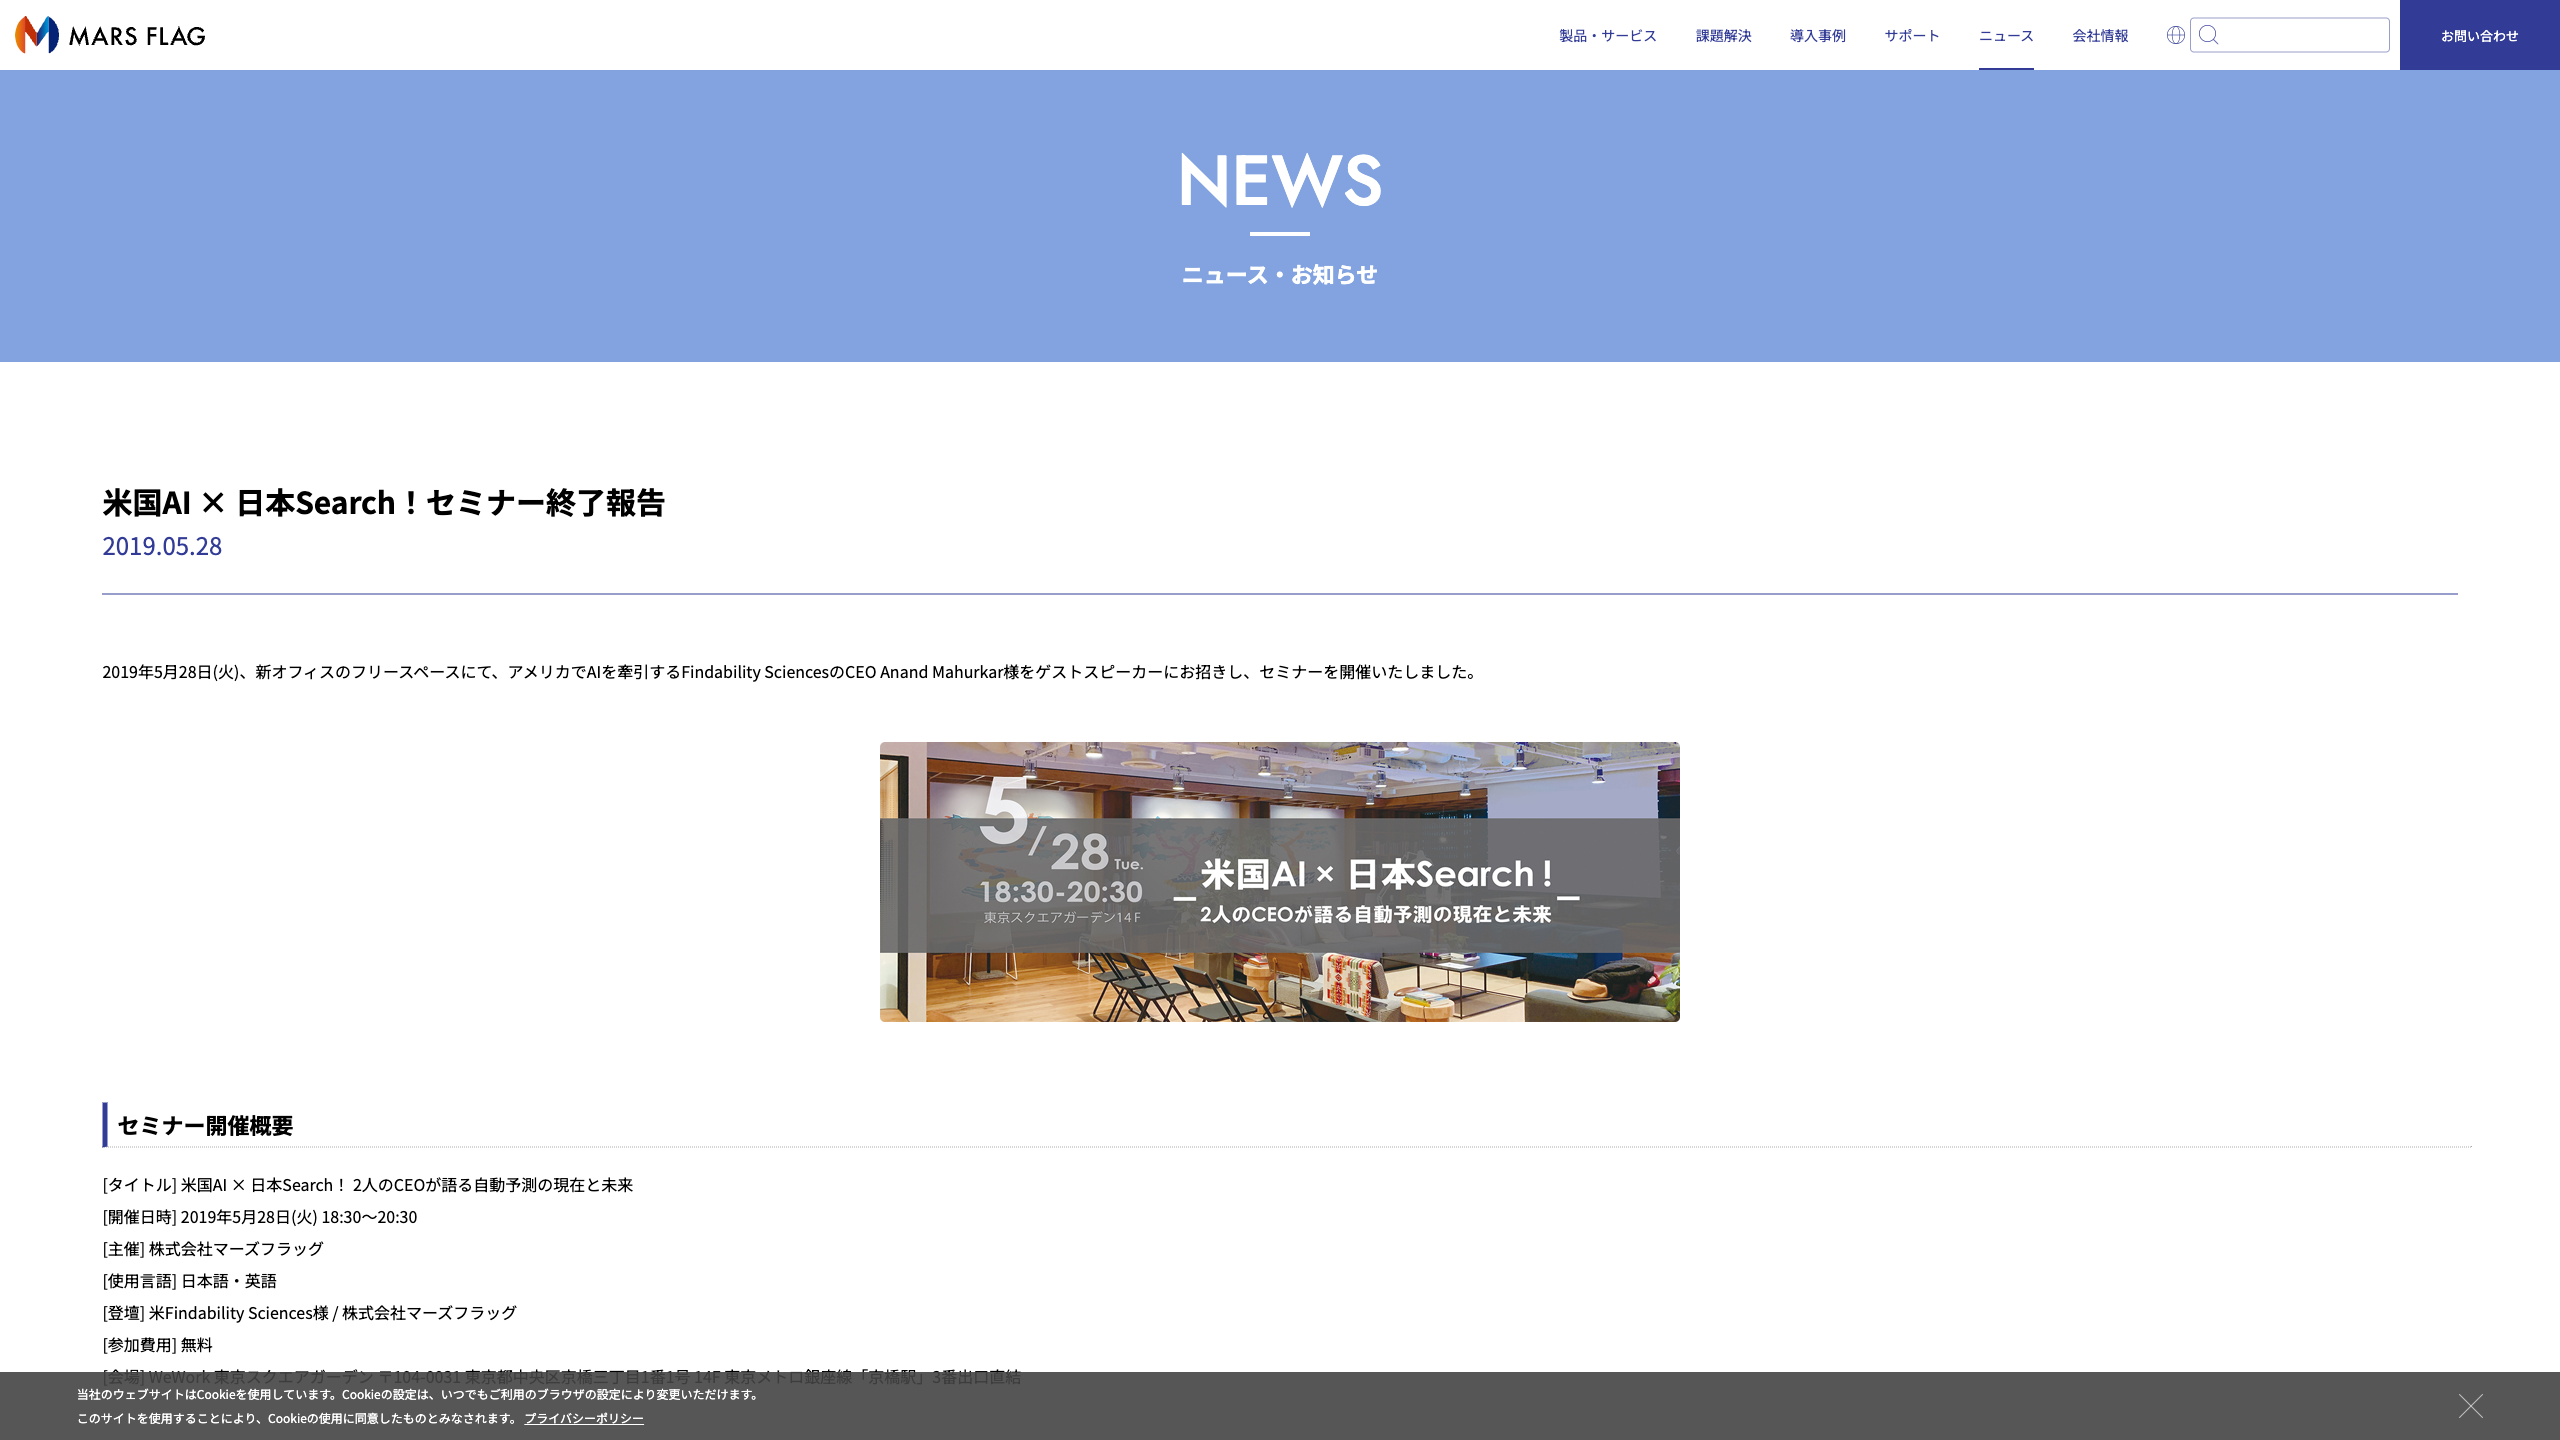 MARS FLAG
製品・サービス
課題解決
導入事例
サポート
ニュース
会社情報
お問い合わせ
NEWS
ニュース・お知らせ
米国AI × 日本Search！セミナー終了報告
2019.05.28
2019年5月28日(火)、新オフィスのフリースペースにて、アメリカでAIを牽引するFindability SciencesのCEO Anand Mahurkar様をゲストスピーカーにお招きし、セミナーを開催いたしました。
5/28 Tue.
18:30-20:30
東京スクエアガーデン14F
米国AI × 日本Search !
2人のCEOが語る自動予測の現在と未来
セミナー開催概要
[タイトル] 米国AI × 日本Search！ 2人のCEOが語る自動予測の現在と未来
[開催日時] 2019年5月28日(火) 18:30〜20:30
[主催] 株式会社マーズフラッグ
[使用言語] 日本語・英語
[登壇] 米Findability Sciences様 / 株式会社マーズフラッグ
[参加費用] 無料
[会場] WeWork 東京スクエアガーデン 〒104-0031 東京都中央区京橋三丁目1番1号 14F 東京メトロ銀座線「京橋駅」3番出口直結
当社のウェブサイトはCookieを使用しています。Cookieの設定は、いつでもご利用のブラウザの設定により変更いただけます。
このサイトを使用することにより、Cookieの使用に同意したものとみなされます。 プライバシーポリシー